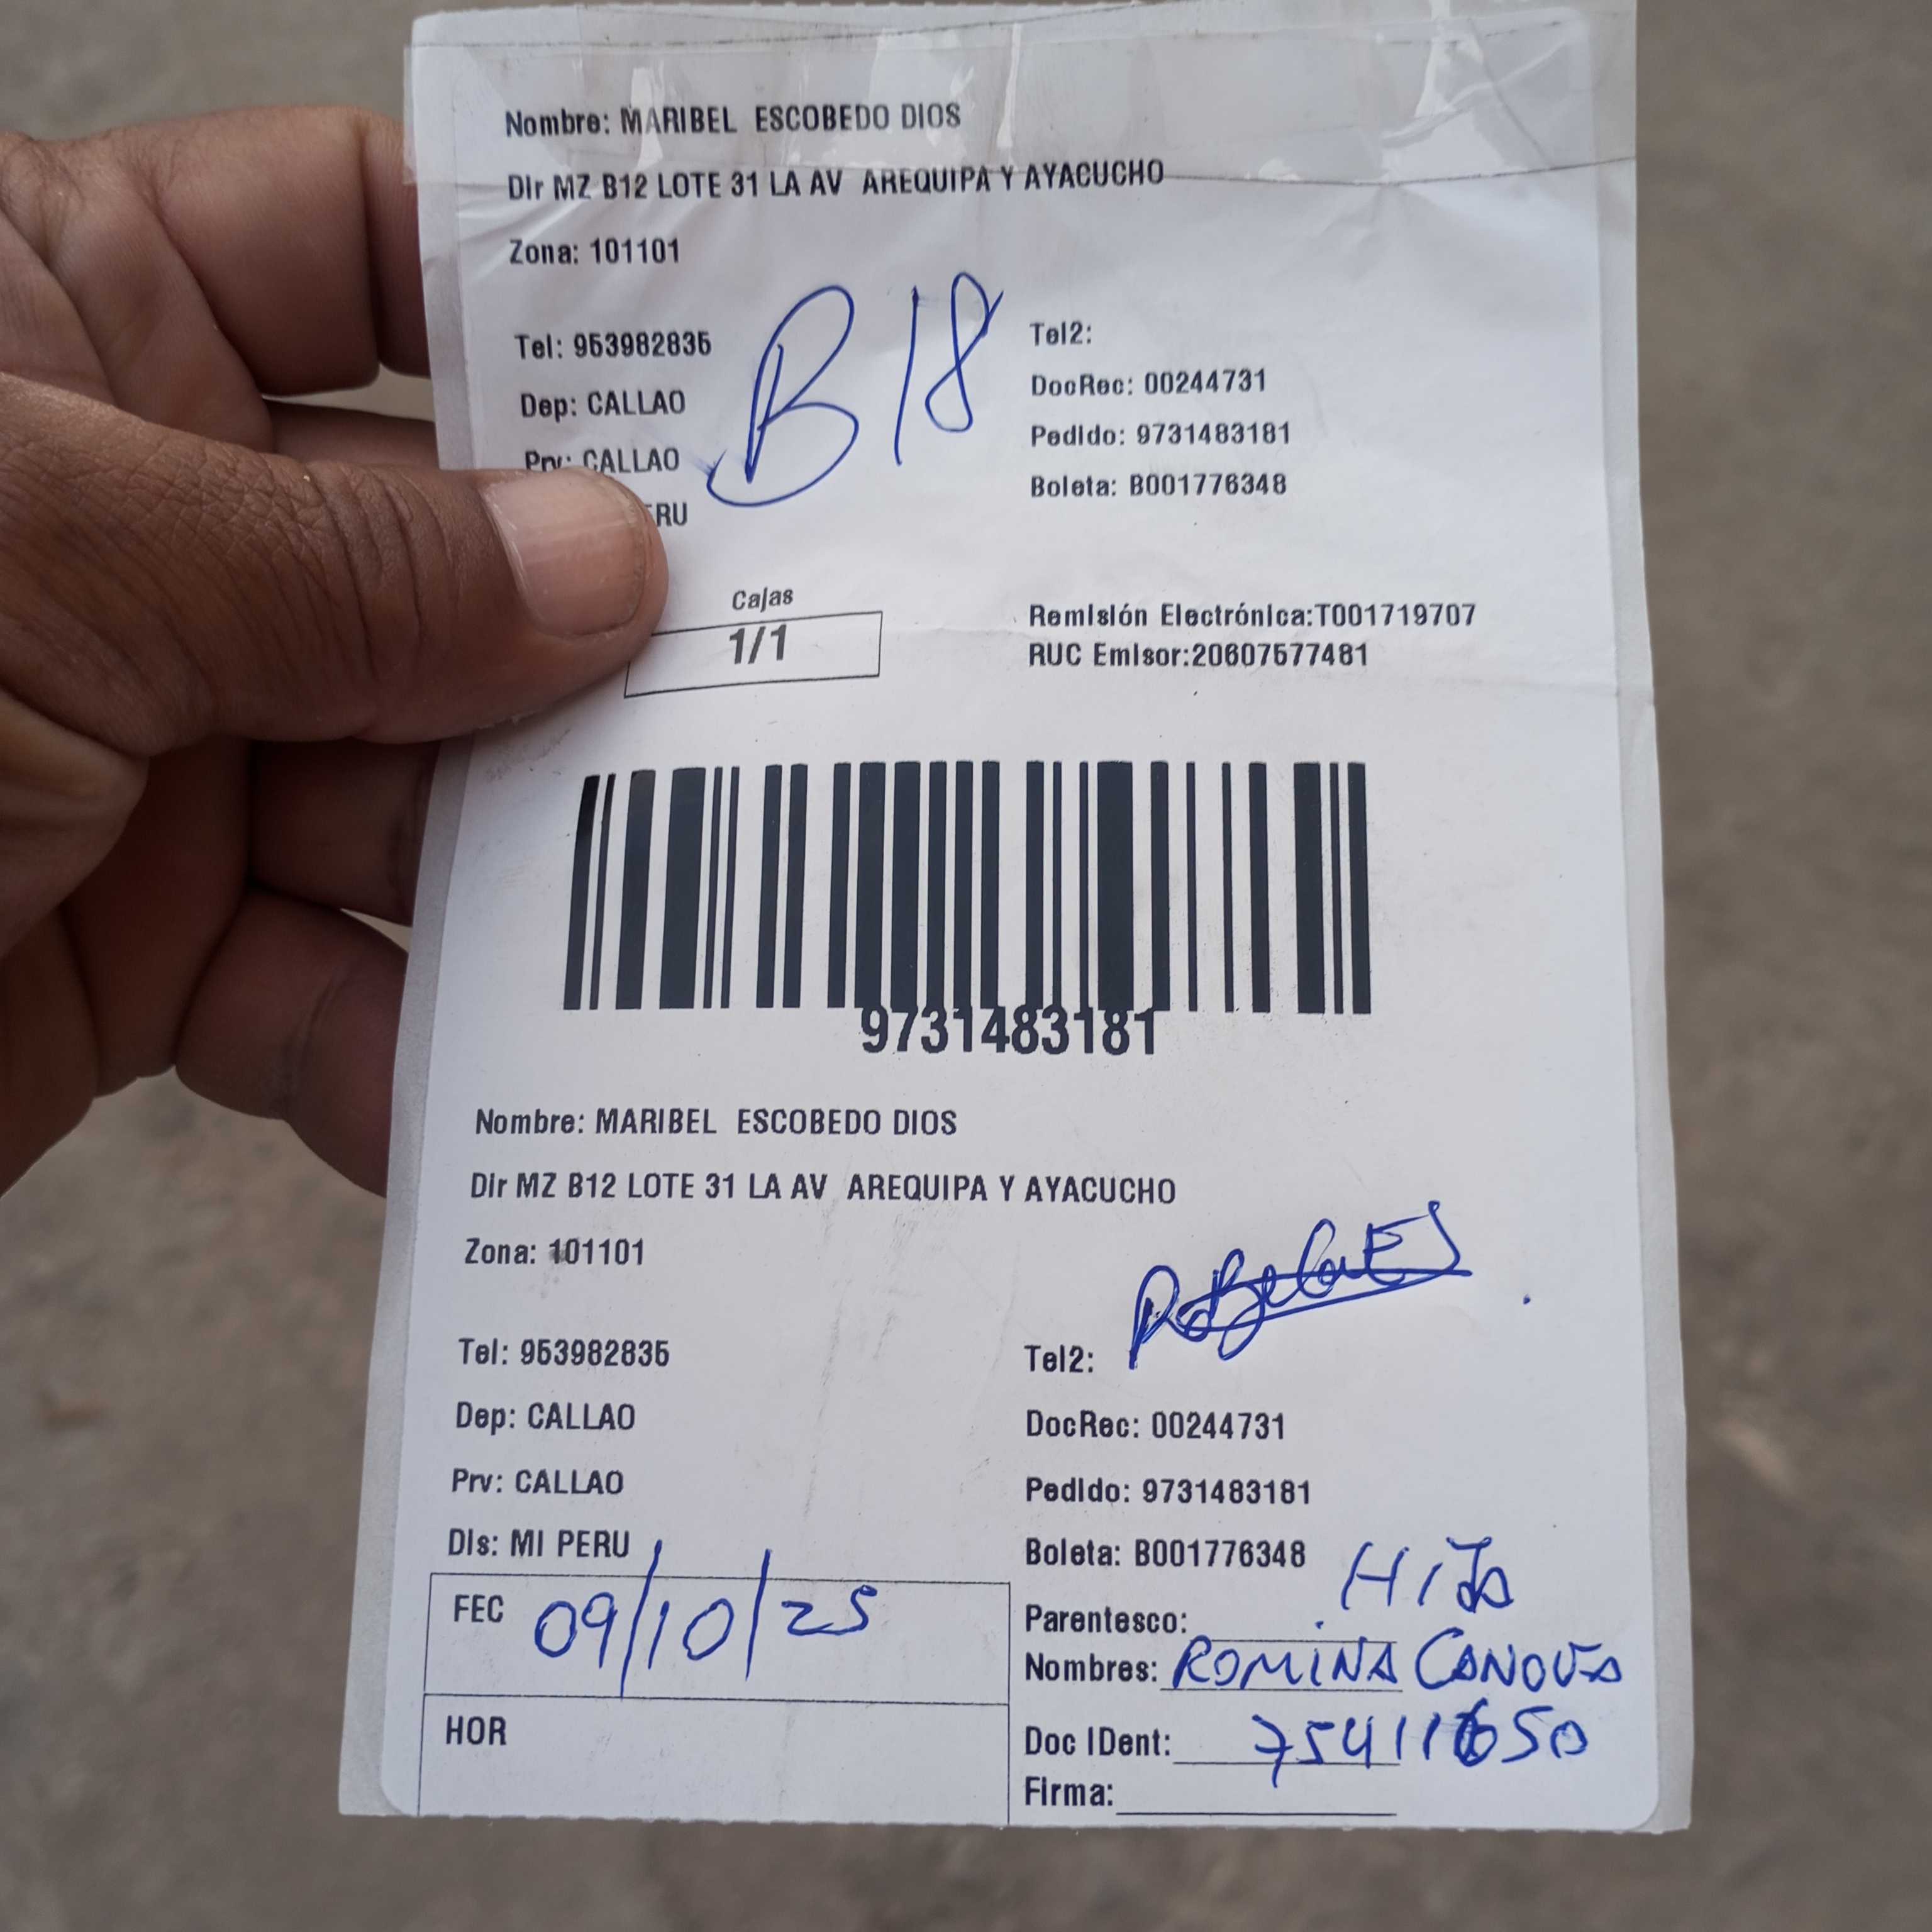 Nombre: MARIBEL ESCOBEDO DIOS
Dir MZ B12 LOTE 31 LA AV AREQUIPA Y AYACUCHO
Zona: 101101
B18
Tel: 953982835
Tel2:
Dep: CALLAO
DocRec: 00244731
Prv: CALLAO
Pedido: 9731483181
Boleta: B001776348
ERU
Cajas
1/1
Remisión Electrónica:T001719707
RUC Emisor:20607577481
9731483181
Nombre: MARIBEL ESCOBEDO DIOS
Dir MZ B12 LOTE 31 LA AV AREQUIPA Y AYACUCHO
Zona: 101101
Tel: 953982835
Tel2:
Dep: CALLAO
DocRec: 00244731
Prv: CALLAO
Pedido: 9731483181
Dis: MI PERU
Boleta: B001776348
FEC 09/10/25
Parentesco: HIJA
Nombres: ROMINA CANOVA
HOR
Doc IDent: 75411650
Firma: